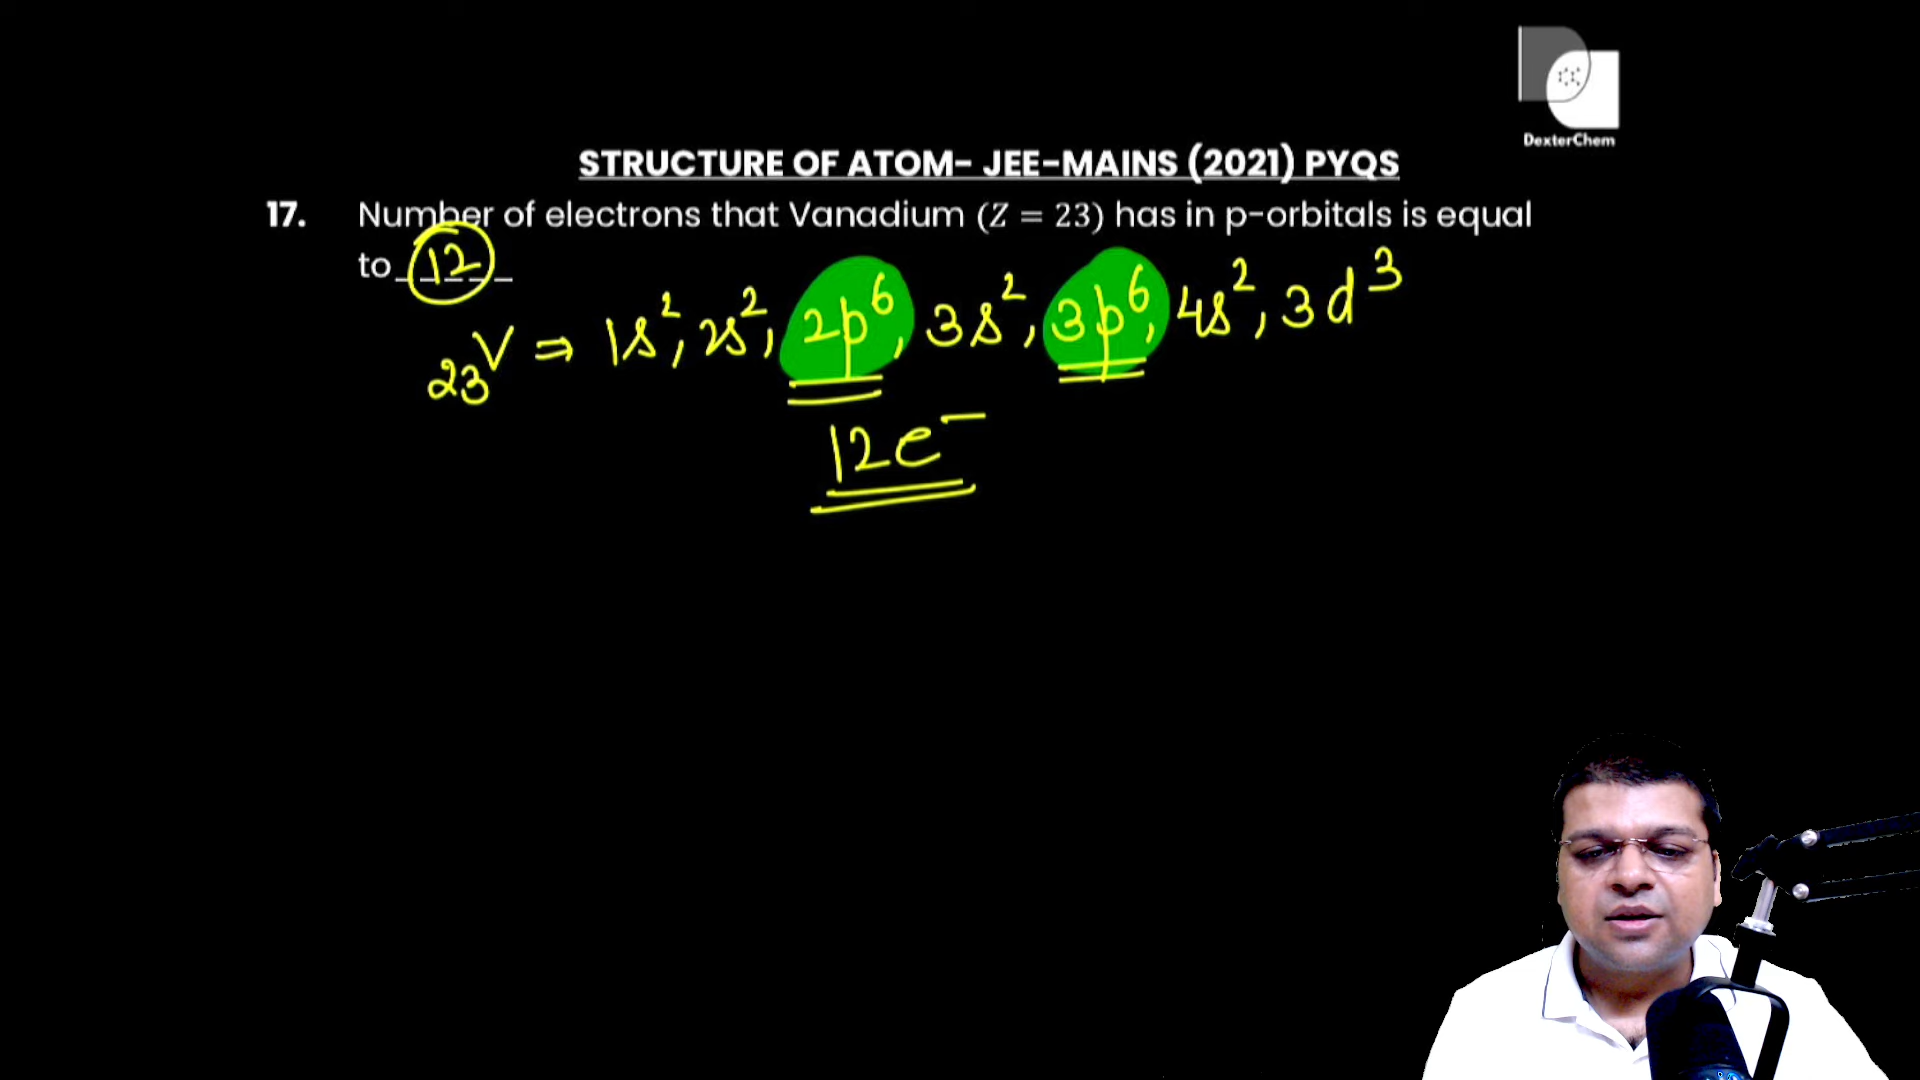 DexterChem
STRUCTURE OF ATOM- JEE-MAINS (2021) PYQS
17. Number of electrons that Vanadium (Z = 23) has in p-orbitals is equal
to_ 12 _
₂₃V ⇒ 1s², 2s², 2p⁶, 3s², 3p⁶, 4s², 3d³
12e⁻